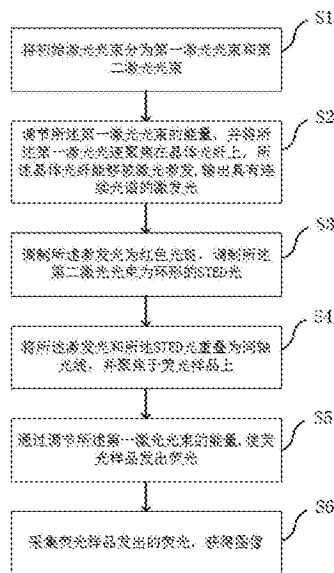 S1
将初始激光光束分为第一激光光束和第
二激光光束
S2
调节所述第一激光光束的能量，并将所
述第一激光光速聚焦在晶体光纤上，所
述晶体光纤能够被激光激发，输出具有连
续光谱的激发光
S3
调制所述激发光为红色光斑，调制所述
第二激光光束为环形的STED光
S4
将所述激发光和所述STED光重叠为同轴
光线，并聚焦于荧光样品上
S5
通过调节所述第一激光光束的能量，使荧
光样品发出荧光
S6
采集荧光样品发出的荧光，获得图像